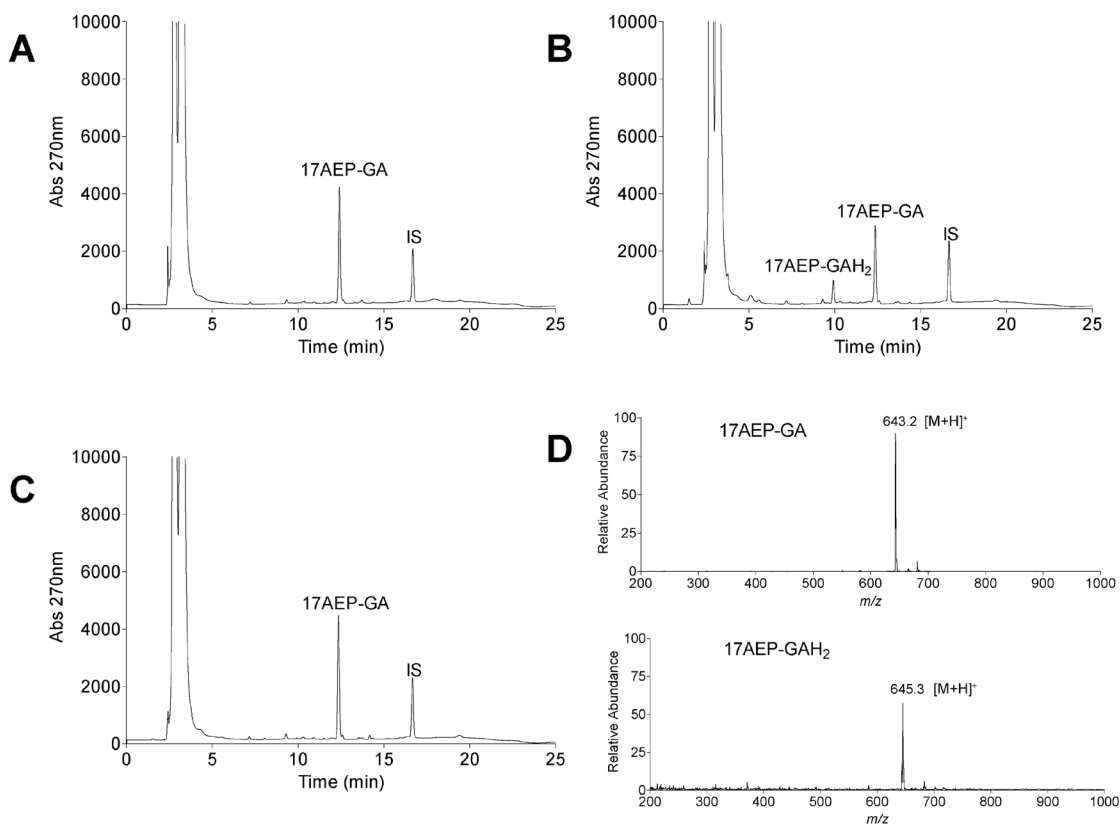 A
10000
8000
6000
4000
2000
0
Abs 270nm
17AEP-GA
IS
0 5 10 15 20 25
Time (min)
B
10000
8000
6000
4000
2000
0
Abs 270nm
17AEP-GA
IS
17AEP-GAH₂
0 5 10 15 20 25
Time (min)
C
10000
8000
6000
4000
2000
0
Abs 270nm
17AEP-GA
IS
0 5 10 15 20 25
Time (min)
D
100
75
50
25
0
Relative Abundance
17AEP-GA
643.2 [M+H]⁺
200 300 400 500 600 700 800 900 1000
m/z
100
75
50
25
0
Relative Abundance
17AEP-GAH₂
645.3 [M+H]⁺
200 300 400 500 600 700 800 900 1000
m/z